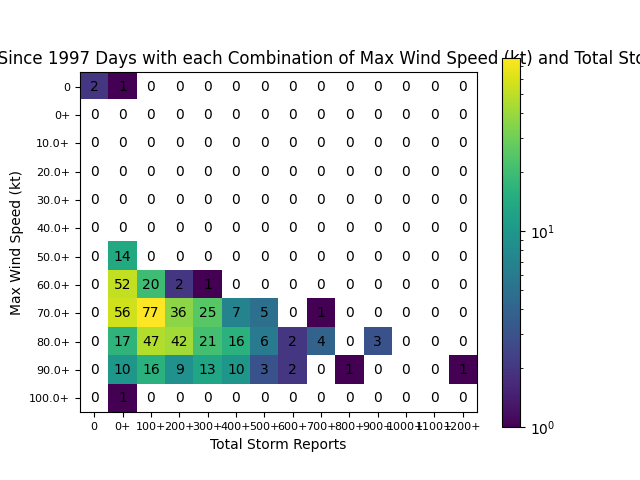 Since 1997 Days with each Combination of Max Wind Speed (kt) and Total Sto
0 2 1 0 0 0 0 0 0 0 0 0 0 0 0
0+ 0 0 0 0 0 0 0 0 0 0 0 0 0 0
10.0+ 0 0 0 0 0 0 0 0 0 0 0 0 0 0
20.0+ 0 0 0 0 0 0 0 0 0 0 0 0 0 0
30.0+ 0 0 0 0 0 0 0 0 0 0 0 0 0 0
40.0+ 0 0 0 0 0 0 0 0 0 0 0 0 0 0
50.0+ 0 14 0 0 0 0 0 0 0 0 0 0 0 0
60.0+ 0 52 20 2 1 0 0 0 0 0 0 0 0 0
70.0+ 0 56 77 36 25 7 5 0 1 0 0 0 0 0
80.0+ 0 17 47 42 21 16 6 2 4 0 3 0 0 0
90.0+ 0 10 16 9 13 10 3 2 0 1 0 0 0 1
100.0+ 0 1 0 0 0 0 0 0 0 0 0 0 0 0
0 0+ 100+ 200+ 300+ 400+ 500+ 600+ 700+ 800+ 900+ 1000+ 1100+ 1200+
Total Storm Reports
Max Wind Speed (kt)
10¹
10⁰